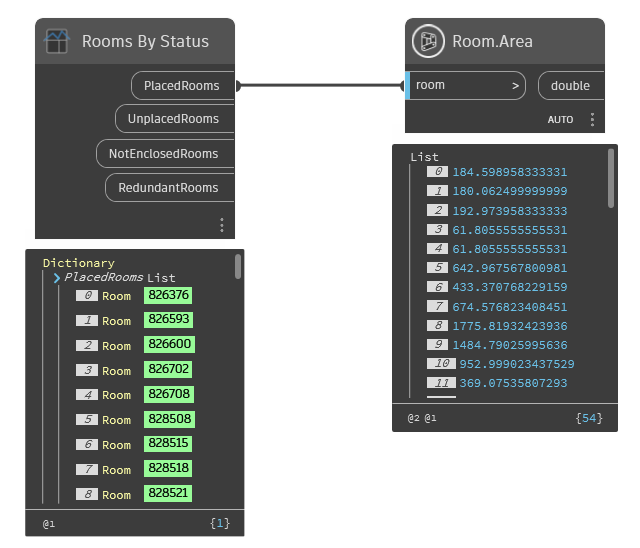 Rooms By Status
PlacedRooms
UnplacedRooms
NotEnclosedRooms
RedundantRooms
Dictionary
PlacedRooms List
0 Room 826376
1 Room 826593
2 Room 826600
3 Room 826702
4 Room 826708
5 Room 828508
6 Room 828515
7 Room 828518
8 Room 828521
@1 {1}
Room.Area
room > double
AUTO
List
0 184.598958333331
1 180.062499999999
2 192.973958333333
3 61.8055555555531
4 61.8055555555531
5 642.967567800981
6 433.370768229159
7 674.576823408451
8 1775.81932423936
9 1484.79025995636
10 952.999023437529
11 369.07535807293
@2 @1 {54}